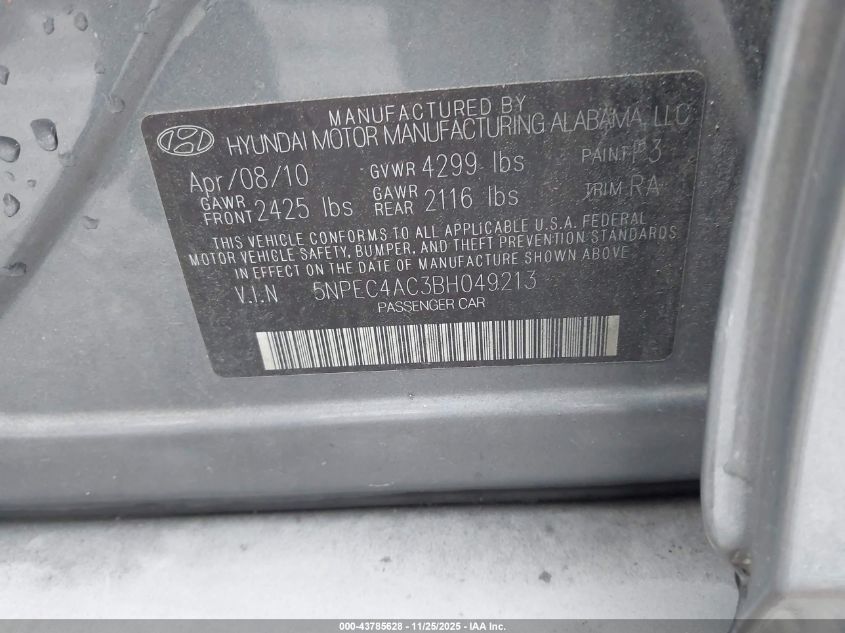 MANUFACTURED BY
HYUNDAI MOTOR MANUFACTURING ALABAMA, LLC
Apr/08/10 GVWR 4299 lbs PAINT P3
GAWR FRONT 2425 lbs GAWR REAR 2116 lbs TRIM RA
THIS VEHICLE CONFORMS TO ALL APPLICABLE U.S.A. FEDERAL
MOTOR VEHICLE SAFETY, BUMPER, AND THEFT PREVENTION STANDARDS
IN EFFECT ON THE DATE OF MANUFACTURE SHOWN ABOVE.
V.I.N 5NPEC4AC3BH049213
PASSENGER CAR
000-43785628 - 11/25/2025 - IAA Inc.